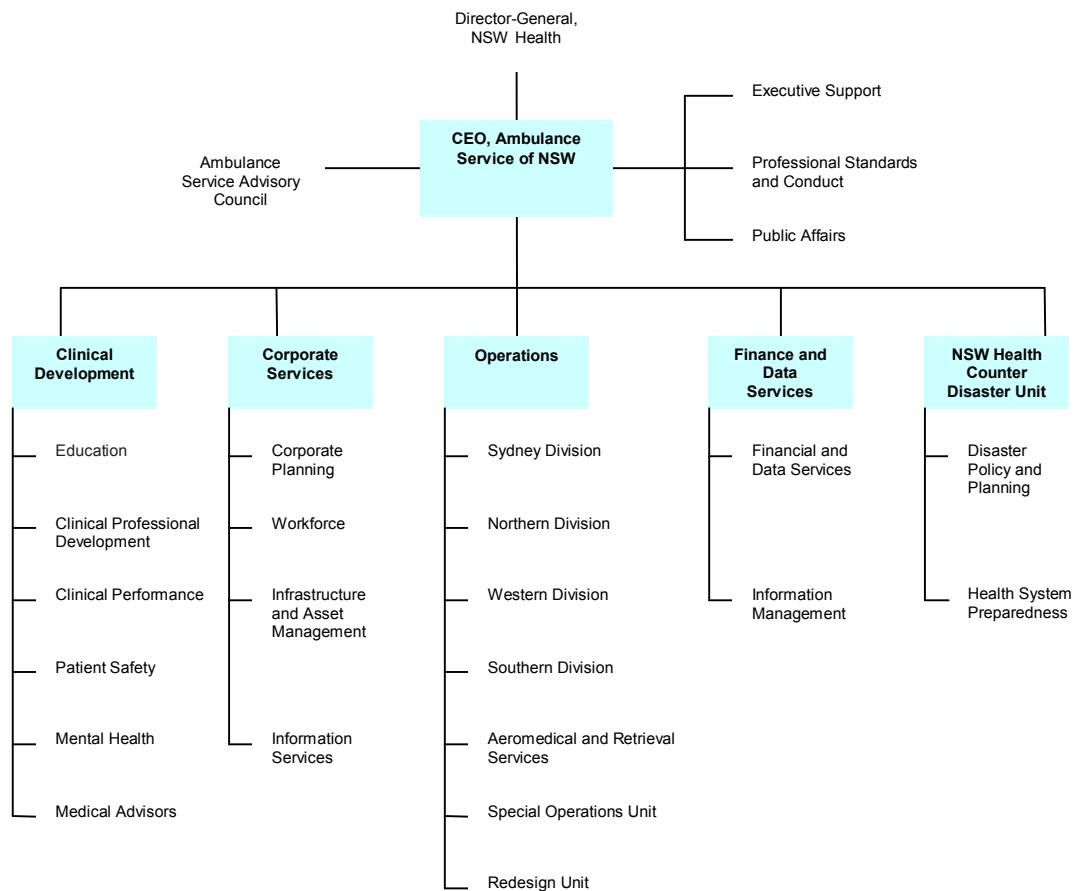 Director-General,
NSW Health
Executive Support
CEO, Ambulance
Service of NSW
Ambulance
Service Advisory
Council
Professional Standards
and Conduct
Public Affairs
Clinical
Development
Corporate
Services
Operations
Finance and
Data
Services
NSW Health
Counter
Disaster Unit
Education
Clinical Professional
Development
Clinical Performance
Patient Safety
Mental Health
Medical Advisors
Corporate
Planning
Workforce
Infrastructure
and Asset
Management
Information
Services
Sydney Division
Northern Division
Western Division
Southern Division
Aeromedical and Retrieval
Services
Special Operations Unit
Redesign Unit
Financial and
Data Services
Information
Management
Disaster
Policy and
Planning
Health System
Preparedness